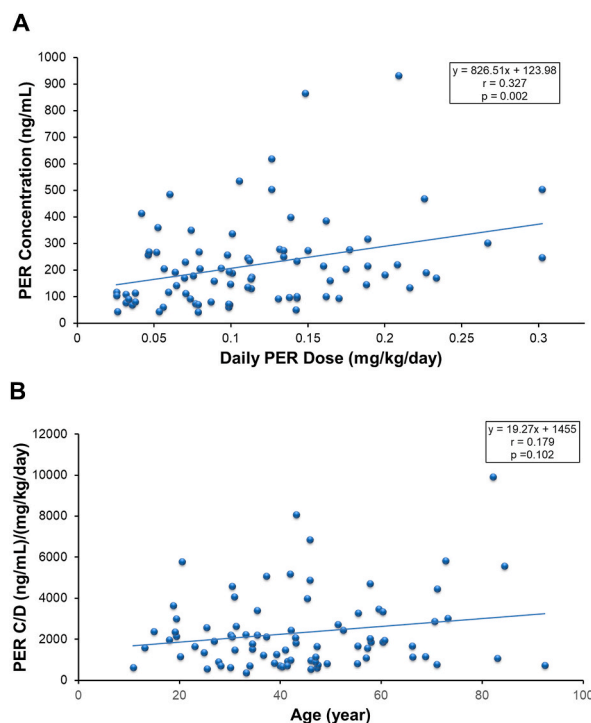 A
y = 826.51x + 123.98
r = 0.327
p = 0.002
PER Concentration (ng/mL)
1000
900
800
700
600
500
400
300
200
100
0
0.05 0.1 0.15 0.2 0.25 0.3
Daily PER Dose (mg/kg/day)
B
y = 19.27x + 1455
r = 0.179
p =0.102
PER C/D (ng/mL)/(mg/kg/day)
12000
10000
8000
6000
4000
2000
0
0 20 40 60 80 100
Age (year)